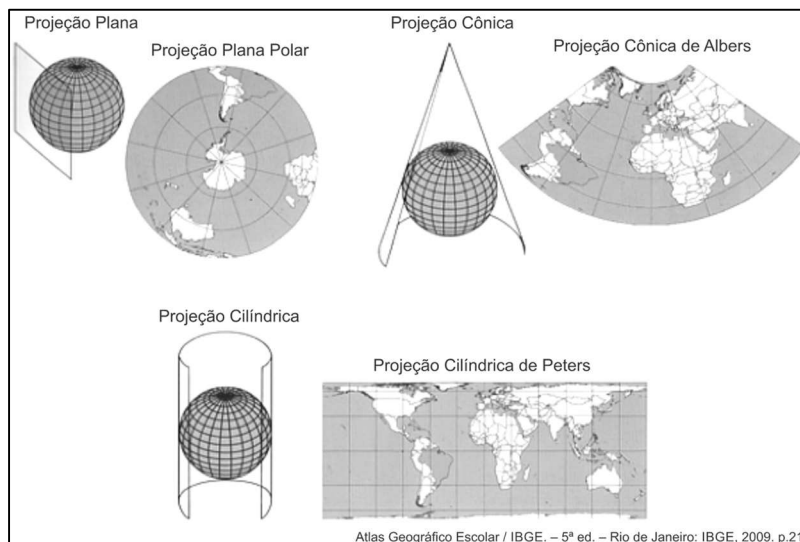 Projeção Plana
Projeção Plana Polar
Projeção Cônica
Projeção Cônica de Albers
Projeção Cilíndrica
Projeção Cilíndrica de Peters
Atlas Geográfico Escolar / IBGE. – 5ª ed. – Rio de Janeiro: IBGE, 2009, p.21